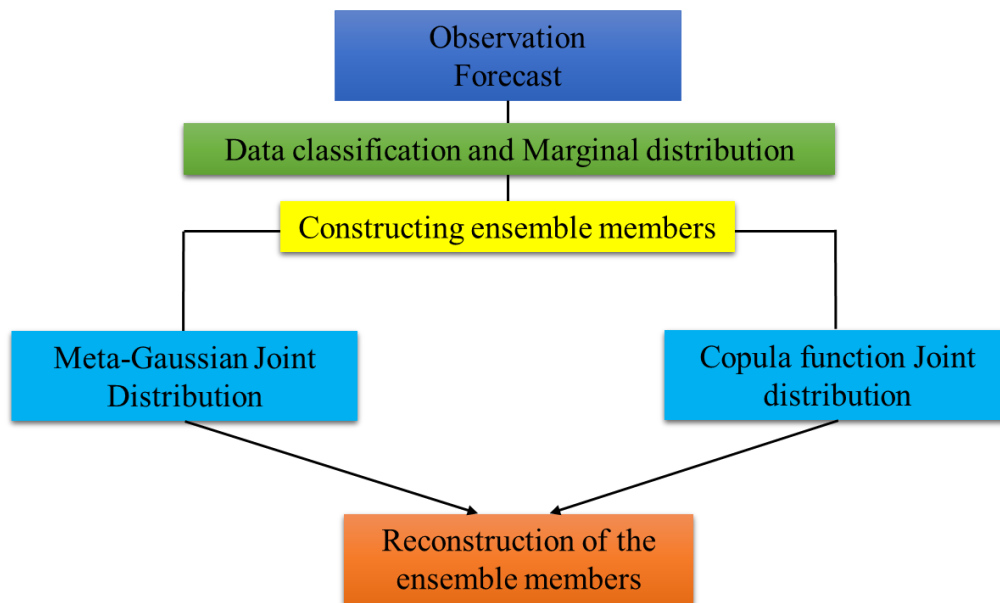 Observation
Forecast
Data classification and Marginal distribution
Constructing ensemble members
Meta-Gaussian Joint
Distribution
Copula function Joint
distribution
Reconstruction of the
ensemble members